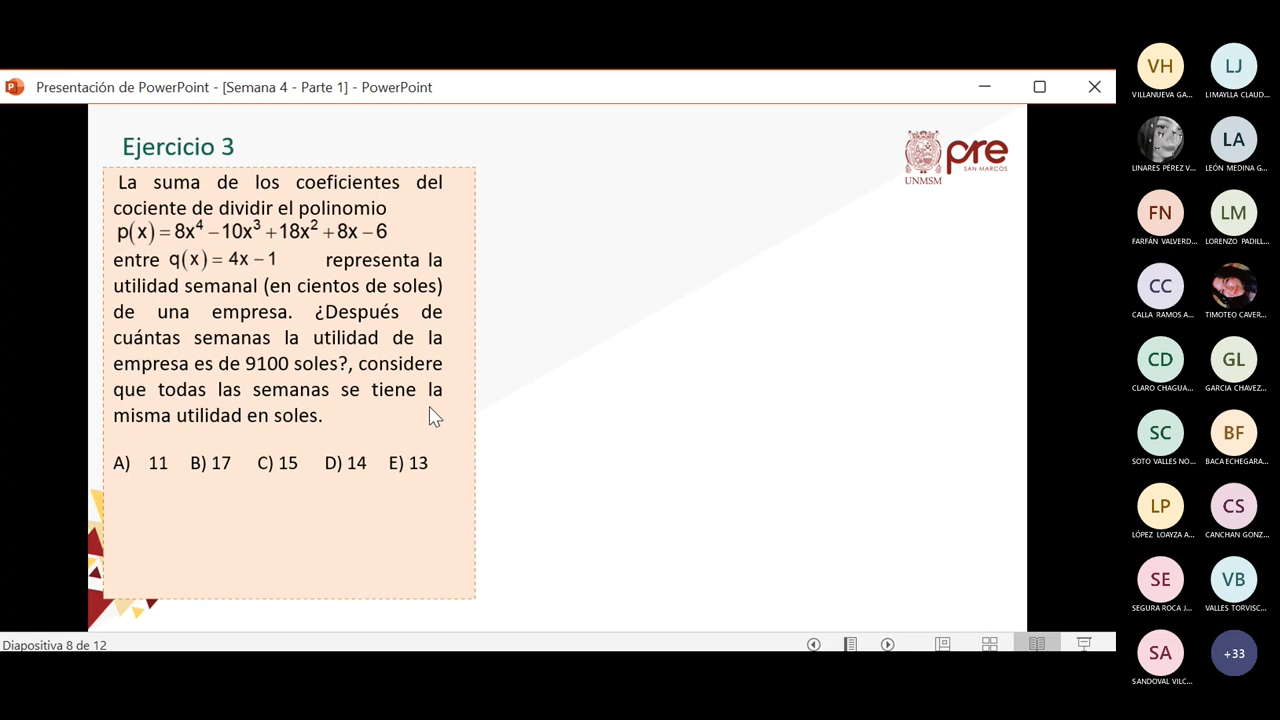 Presentación de PowerPoint - [Semana 4 - Parte 1] - PowerPoint
Ejercicio 3
pre
SAN MARCOS
UNMSM
La suma de los coeficientes del
cociente de dividir el polinomio
p(x) = 8x⁴ − 10x³ + 18x² + 8x − 6
entre q(x) = 4x − 1 representa la
utilidad semanal (en cientos de soles)
de una empresa. ¿Después de
cuántas semanas la utilidad de la
empresa es de 9100 soles?, considere
que todas las semanas se tiene la
misma utilidad en soles.
A) 11 B) 17 C) 15 D) 14 E) 13
Diapositiva 8 de 12
VH
VILLANUEVA GA...
LJ
LIMAYLLA CLAUD...
LINARES PÉREZ V...
LA
LEÓN MEDINA G...
FN
FARFÁN VALVERD...
LM
LORENZO PADILL...
CC
CALLA RAMOS A...
TIMOTEO CAVER...
CD
CLARO CHAGUA...
GL
GARCIA CHAVEZ...
SC
SOTO VALLES NO...
BF
BACA ECHEGARA...
LP
LÓPEZ LOAYZA A...
CS
CANCHAN GONZ...
SE
SEGURA ROCA J...
VB
VALLES TORVISC...
SA
SANDOVAL VILC...
+33